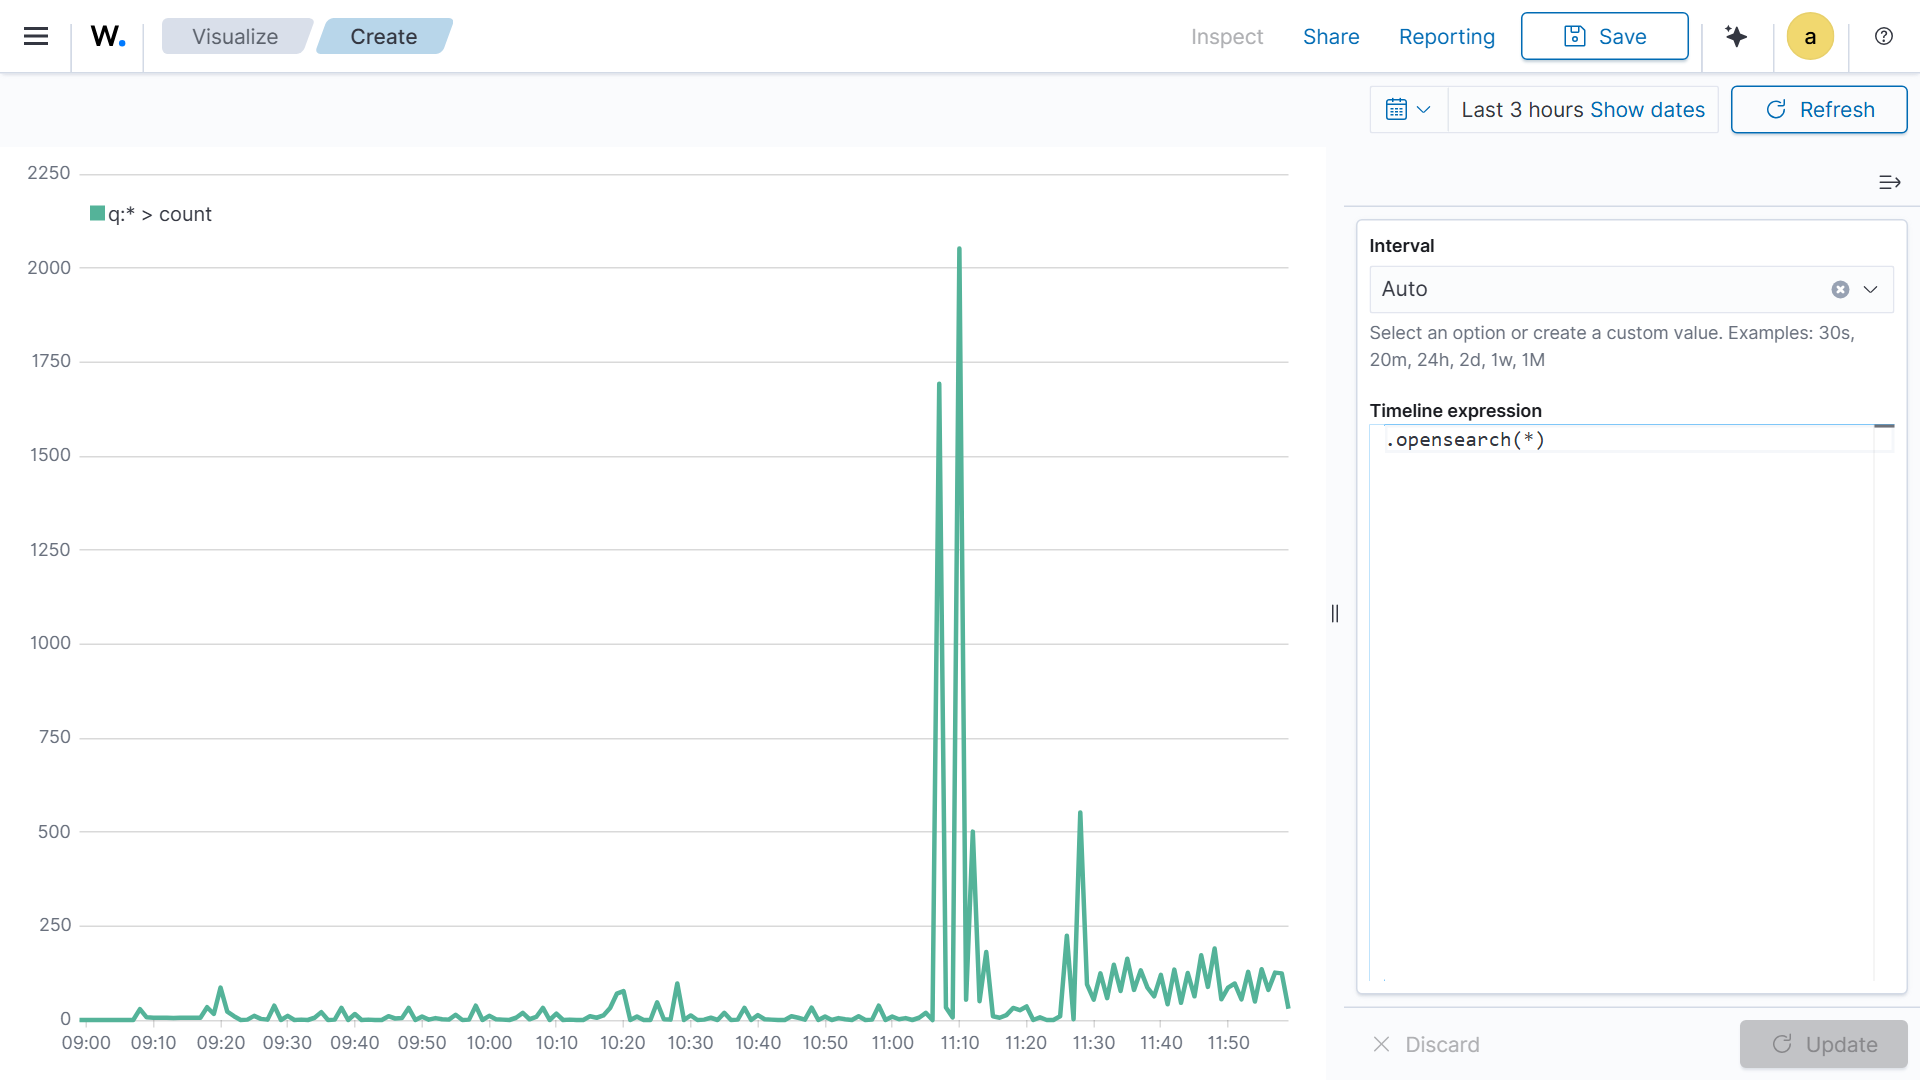 W.
Visualize
Create
Inspect
Share
Reporting
Save
a
Last 3 hours Show dates
Refresh
2250
q:* > count
2000
1750
1500
1250
1000
750
500
250
0
09:00 09:10 09:20 09:30 09:40 09:50 10:00 10:10 10:20 10:30 10:40 10:50 11:00 11:10 11:20 11:30 11:40 11:50
Interval
Auto
Select an option or create a custom value. Examples: 30s,
20m, 24h, 2d, 1w, 1M
Timeline expression
.opensearch(*)
Discard
Update